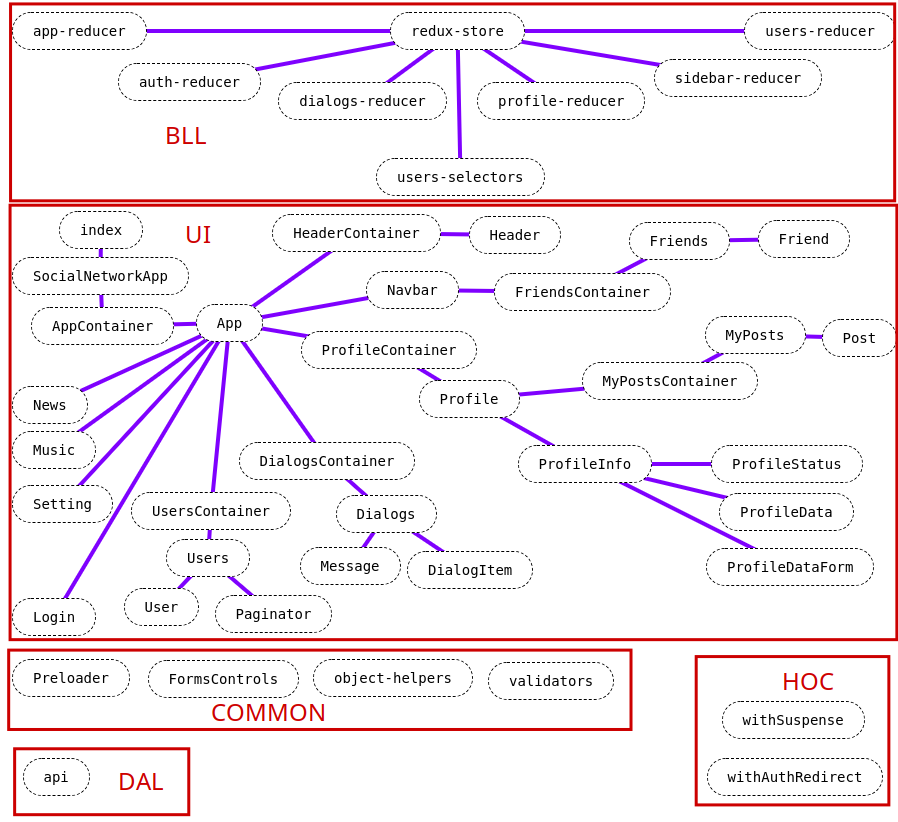 app-reducer
redux-store
users-reducer
auth-reducer
sidebar-reducer
dialogs-reducer
profile-reducer
BLL
users-selectors
index
UI
HeaderContainer
Header
Friends
Friend
SocialNetworkApp
Navbar
FriendsContainer
AppContainer
App
ProfileContainer
MyPosts
Post
MyPostsContainer
News
Profile
Music
DialogsContainer
ProfileInfo
ProfileStatus
Setting
UsersContainer
Dialogs
ProfileData
Users
Message
DialogItem
ProfileDataForm
Login
User
Paginator
Preloader
FormsControls
object-helpers
validators
COMMON
HOC
withSuspense
withAuthRedirect
api
DAL